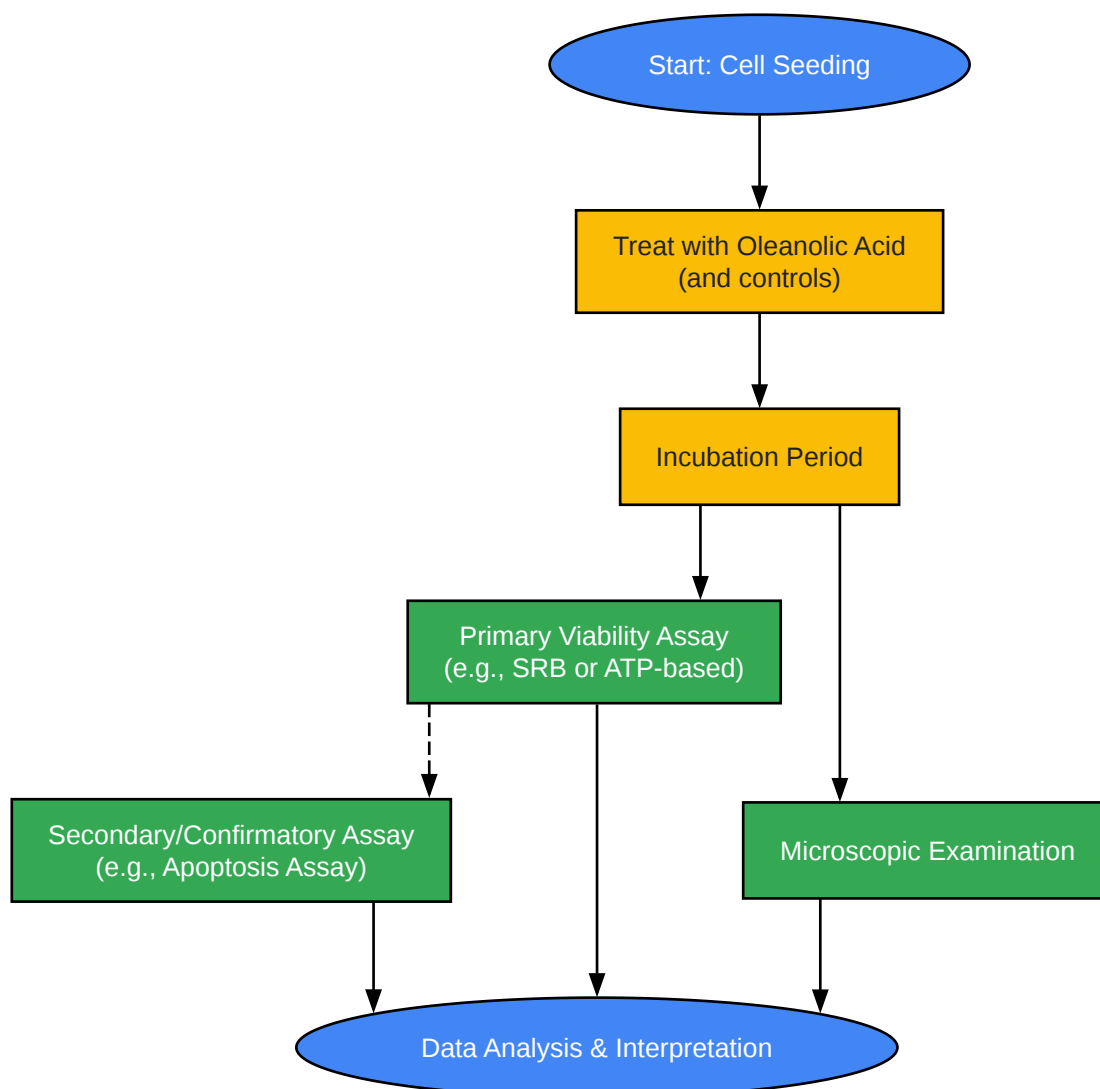 Start: Cell Seeding
Treat with Oleanolic Acid
(and controls)
Incubation Period
Primary Viability Assay
(e.g., SRB or ATP-based)
Secondary/Confirmatory Assay
(e.g., Apoptosis Assay)
Microscopic Examination
Data Analysis & Interpretation